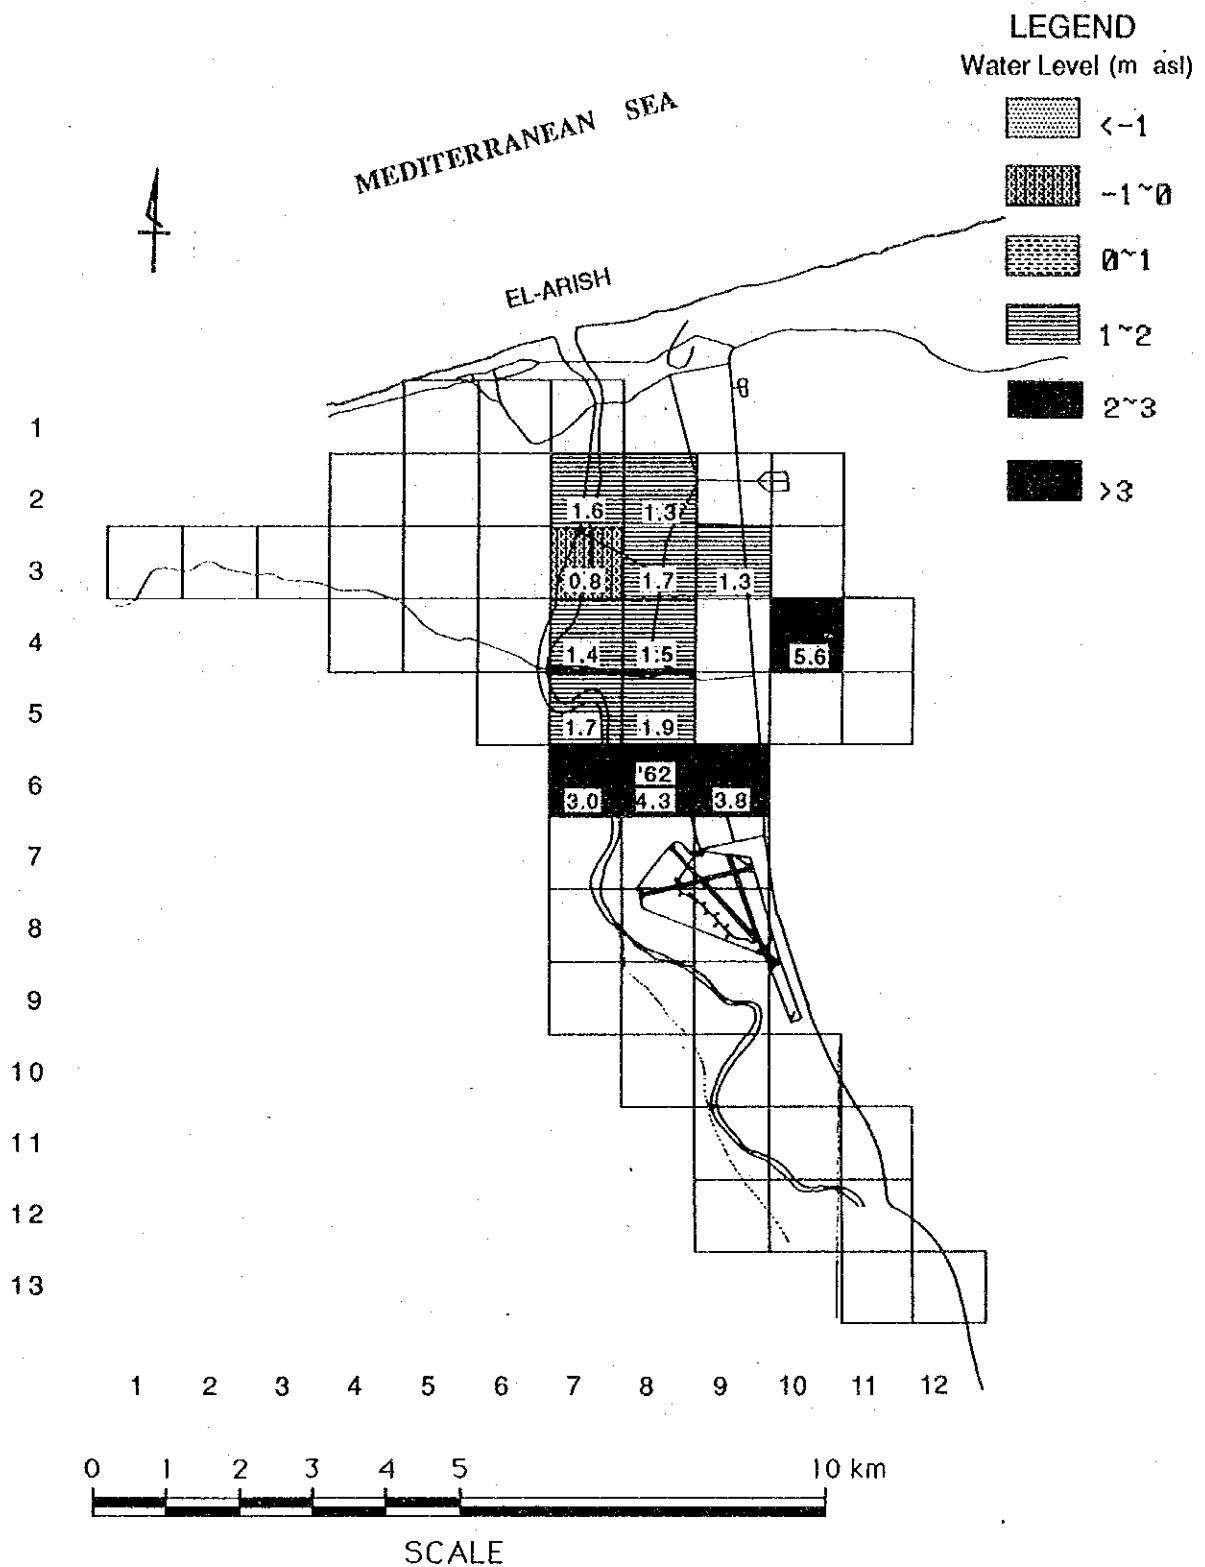 LEGEND
Water Level (m asl)
<-1
-1~0
0~1
1~2
2~3
>3
MEDITERRANEAN SEA
EL-ARISH
1
2
1.6 1.3
3
0.8 1.7 1.3
4
1.4 1.5 5.6
5
1.7 1.9
6
'62
3.0 4.3 3.8
7
8
9
10
11
12
13
1 2 3 4 5 6 7 8 9 10 11 12
0 1 2 3 4 5 10 km
SCALE